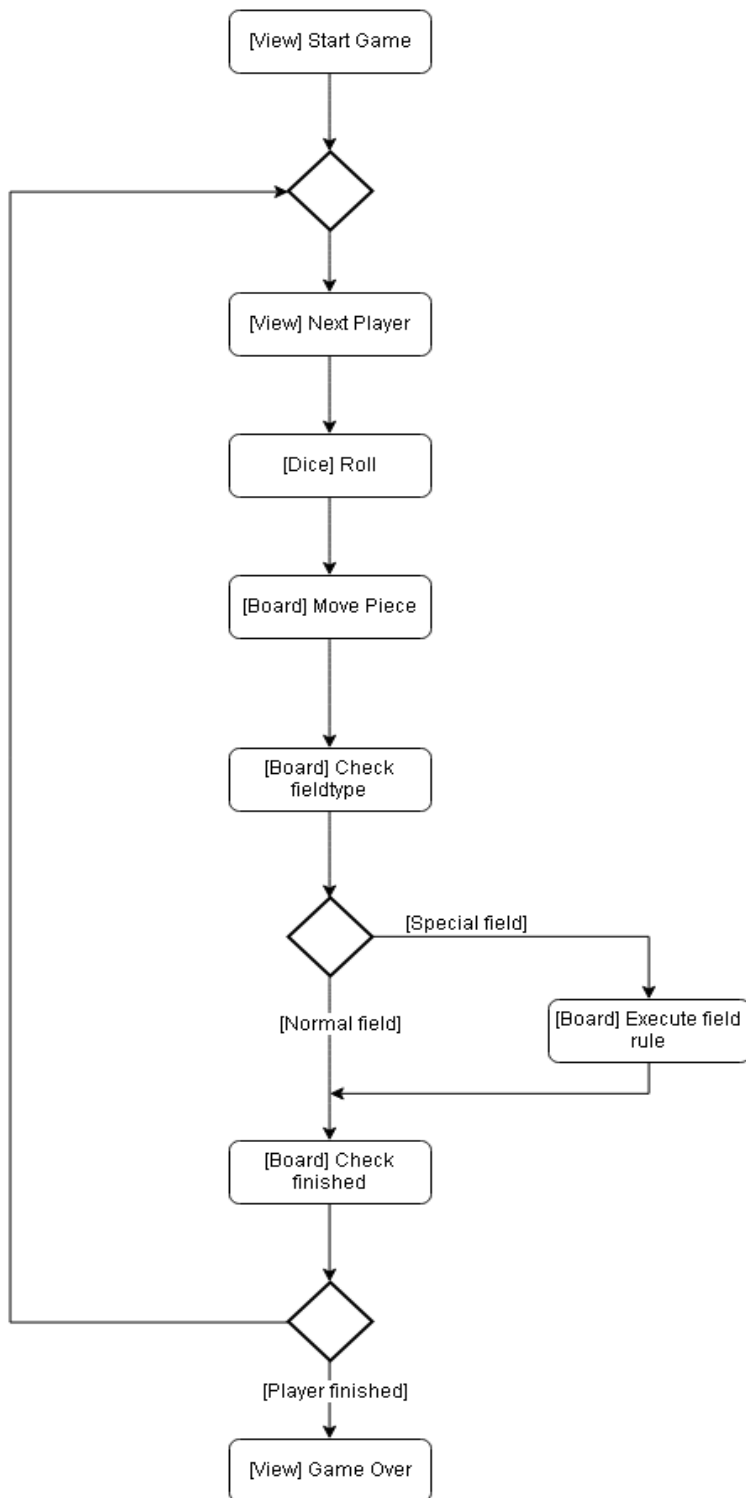 [View] Start Game
[View] Next Player
[Dice] Roll
[Board] Move Piece
[Board] Check
fieldtype
[Special field]
[Normal field]
[Board] Execute field
rule
[Board] Check
finished
[Player finished]
[View] Game Over